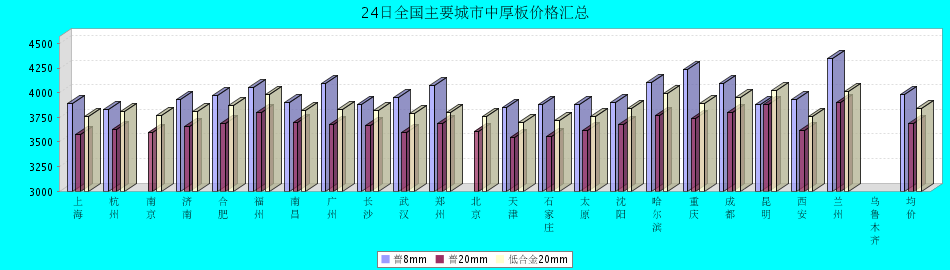 24日全国主要城市中厚板价格汇总
4500
4250
4000
3750
3500
3250
3000
上海
杭州
南京
济南
合肥
福州
南昌
广州
长沙
武汉
郑州
北京
天津
石家庄
太原
沈阳
哈尔滨
重庆
成都
昆明
西安
兰州
乌鲁木齐
均价
普8mm 普20mm 低合金20mm